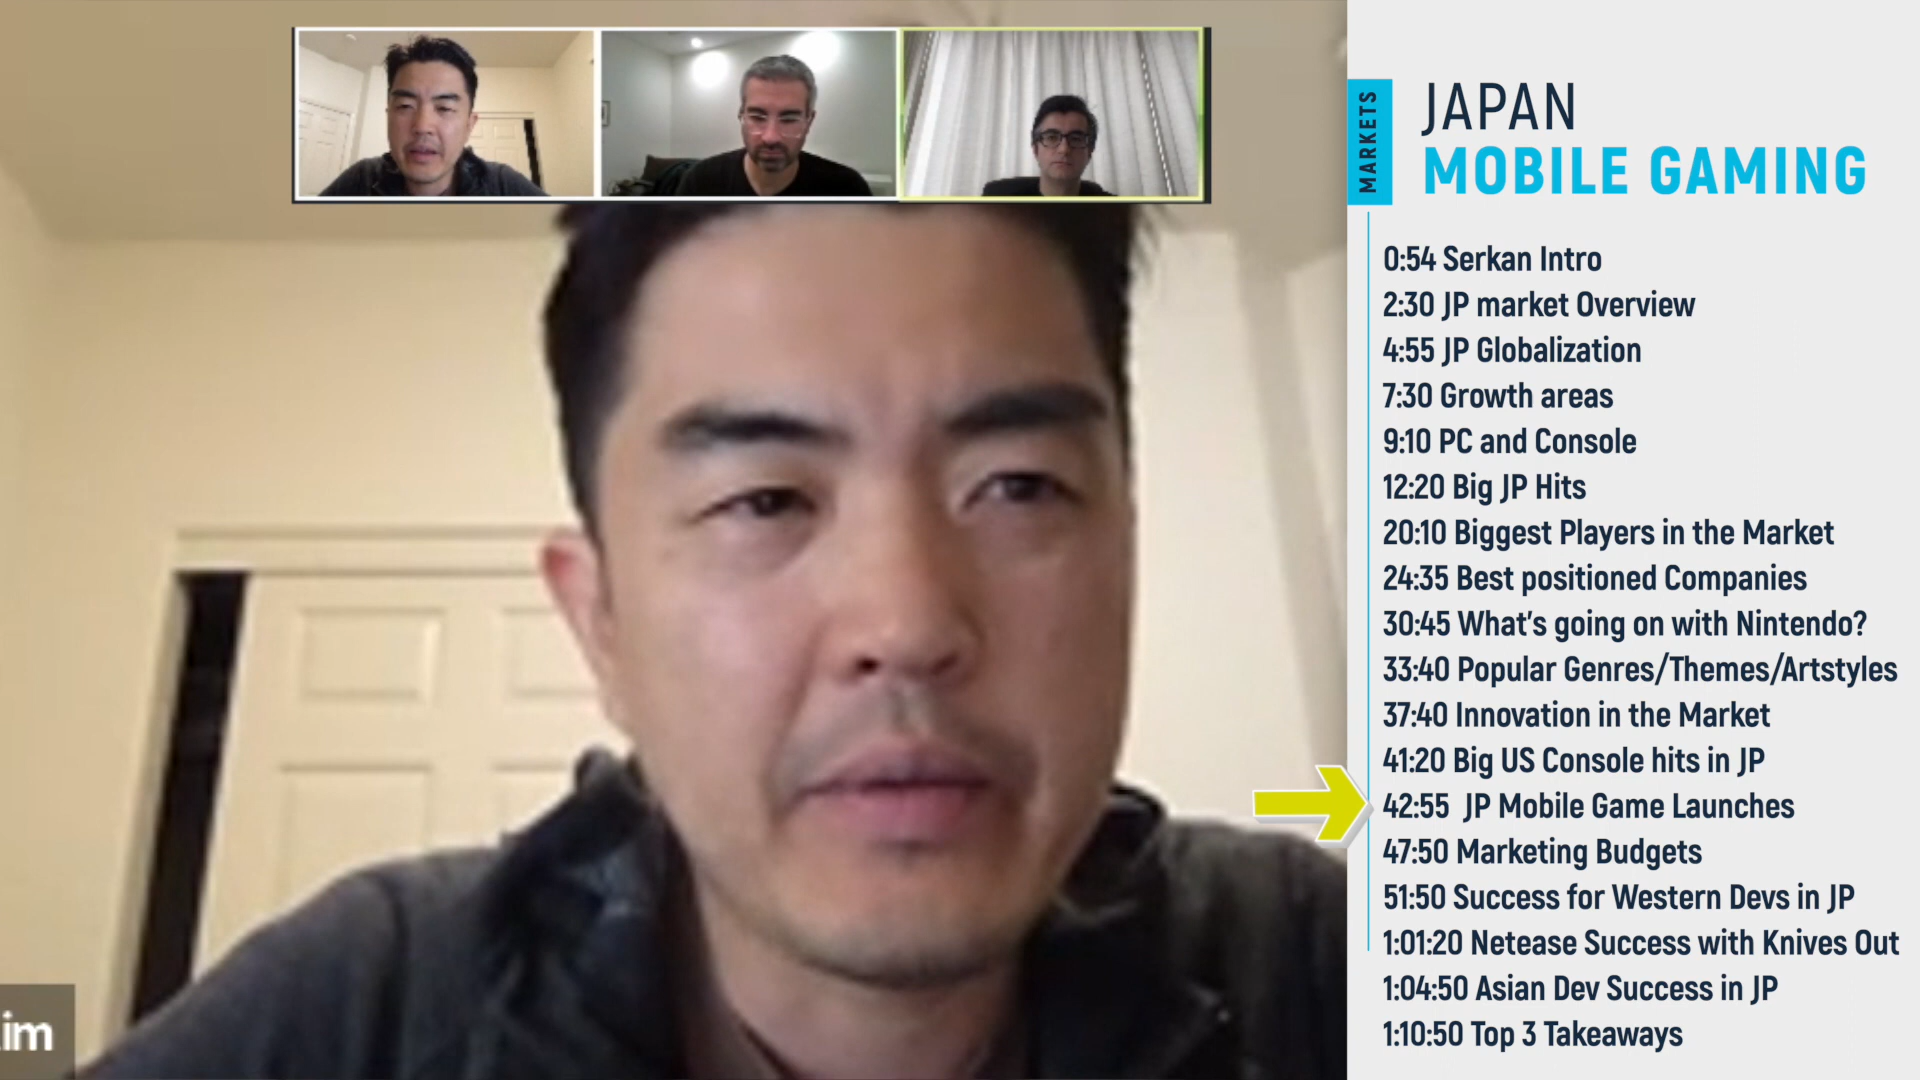 MARKETS
JAPAN
MOBILE GAMING
0:54 Serkan Intro
2:30 JP market Overview
4:55 JP Globalization
7:30 Growth areas
9:10 PC and Console
12:20 Big JP Hits
20:10 Biggest Players in the Market
24:35 Best positioned Companies
30:45 What's going on with Nintendo?
33:40 Popular Genres/Themes/Artstyles
37:40 Innovation in the Market
41:20 Big US Console hits in JP
42:55 JP Mobile Game Launches
47:50 Marketing Budgets
51:50 Success for Western Devs in JP
1:01:20 Netease Success with Knives Out
1:04:50 Asian Dev Success in JP
1:10:50 Top 3 Takeaways